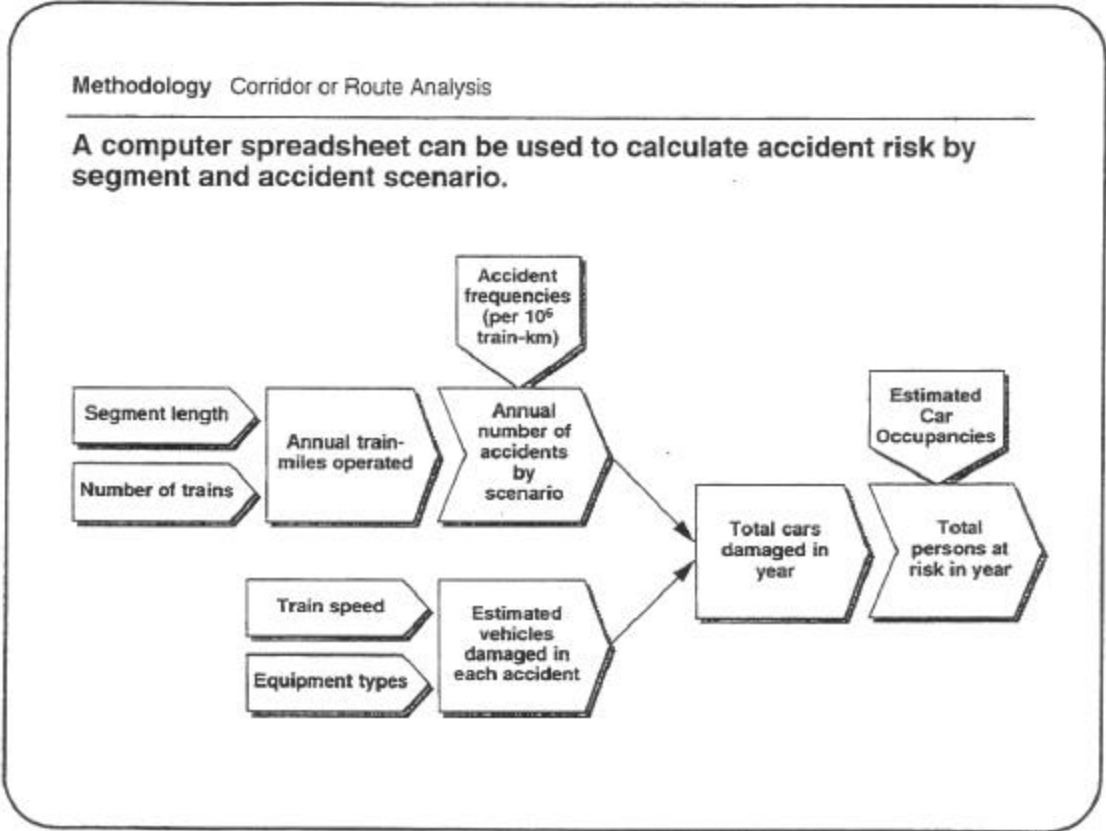 Methodology Corridor or Route Analysis
A computer spreadsheet can be used to calculate accident risk by
segment and accident scenario.
Accident
frequencies
(per 10⁶
train-km)
Segment length
Number of trains
Annual train-
miles operated
Annual
number of
accidents
by
scenario
Estimated
Car
Occupancies
Train speed
Equipment types
Estimated
vehicles
damaged in
each accident
Total cars
damaged in
year
Total
persons at
risk in year